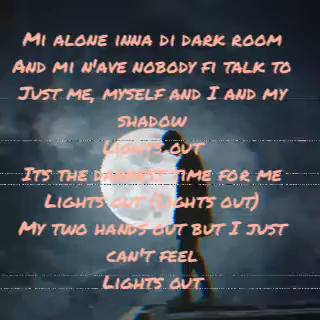 Mi alone inna di dark room
And mi n'ave nobody fi talk to
Just me, myself and I and my
shadow
Lights out
Its the darkest time for me
Lights out (lights out)
My two hands out but I just
can't feel
Lights out